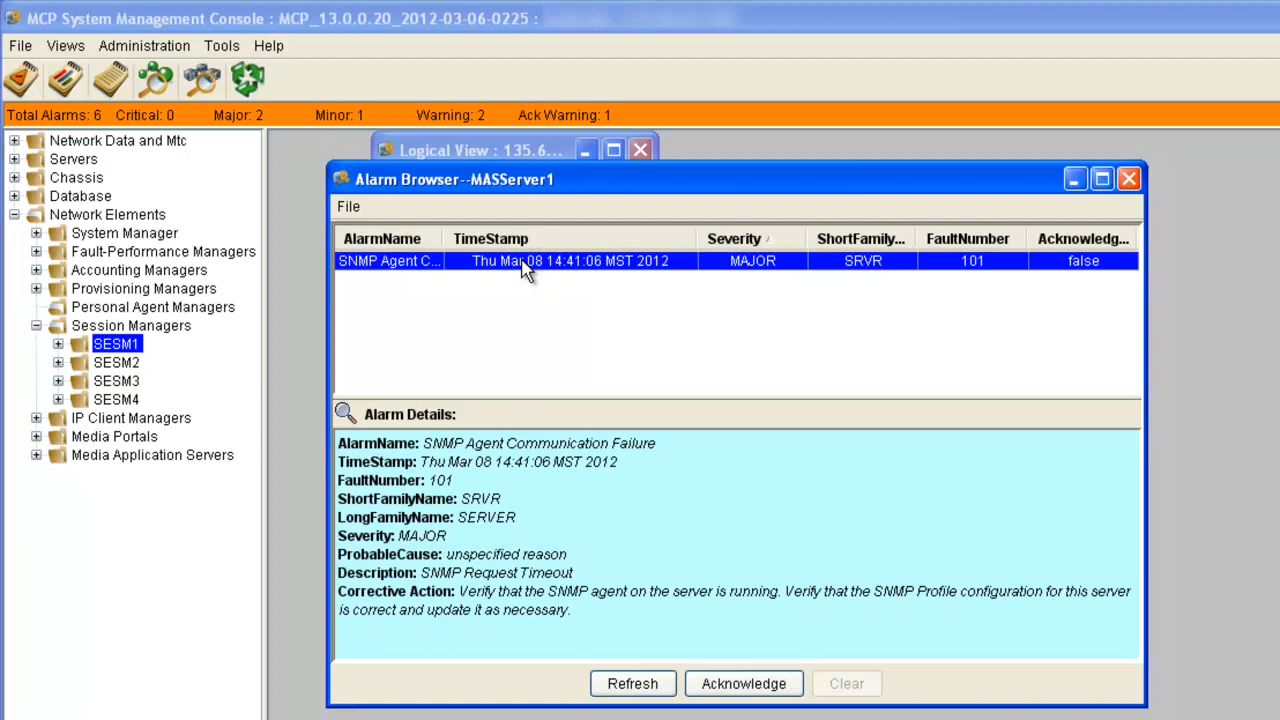 MCP System Management Console : MCP_13.0.0.20_2012-03-06-0225 :
File Views Administration Tools Help
Total Alarms: 6 Critical: 0 Major: 2 Minor: 1 Warning: 2 Ack Warning: 1
Network Data and Mtc
Servers
Chassis
Database
Network Elements
System Manager
Fault-Performance Managers
Accounting Managers
Provisioning Managers
Personal Agent Managers
Session Managers
SESM1
SESM2
SESM3
SESM4
IP Client Managers
Media Portals
Media Application Servers
Logical View : 135.6...
Alarm Browser--MASServer1
File
AlarmName TimeStamp Severity ShortFamily... FaultNumber Acknowledg...
SNMP Agent C... Thu Mar 08 14:41:06 MST 2012 MAJOR SRVR 101 false
Alarm Details:
AlarmName: SNMP Agent Communication Failure
TimeStamp: Thu Mar 08 14:41:06 MST 2012
FaultNumber: 101
ShortFamilyName: SRVR
LongFamilyName: SERVER
Severity: MAJOR
ProbableCause: unspecified reason
Description: SNMP Request Timeout
Corrective Action: Verify that the SNMP agent on the server is running. Verify that the SNMP Profile configuration for this server
is correct and update it as necessary.
Refresh Acknowledge Clear